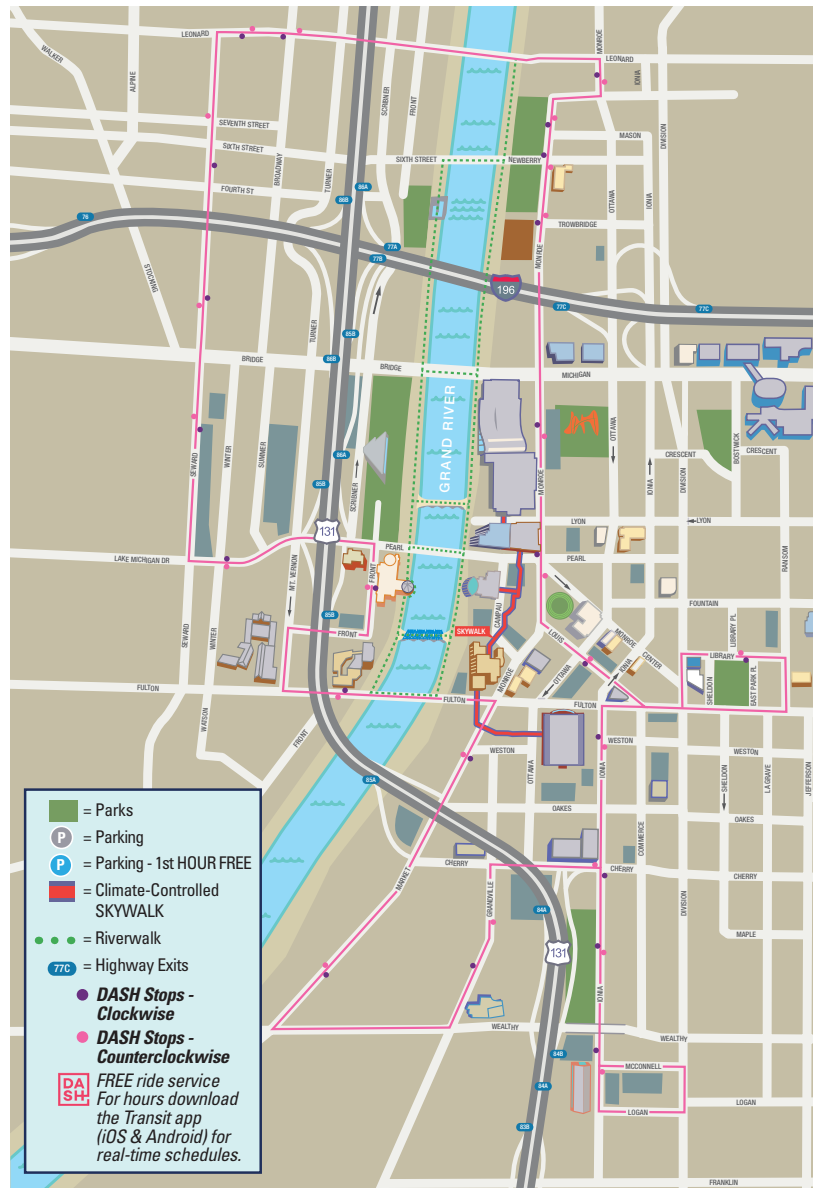 LEONARD
MONROE
WALKER
ALPINE
SCRIBNER
FRONT
LEONARD
IONIA
DIVISION
SEVENTH STREET
SIXTH STREET
BROADWAY
TURNER
SIXTH STREET
NEWBERRY
MASON
FOURTH ST
86A
86B
OTTAWA
IONIA
76
TROWBRIDGE
77A
77B
MONROE
STOCKING
196
77C
77C
TURNER
85B
86B
BRIDGE
BRIDGE
MICHIGAN
GRAND RIVER
SEWARD
WINTER
SUMMER
86A
85B
SCRIBNER
MONROE
OTTAWA
IONIA
DIVISION
CRESCENT
BOSTWICK
CRESCENT
131
LYON
LYON
LAKE MICHIGAN DR
MT. VERNON
PEARL
FRONT
PEARL
RANSOM
85B
FRONT
CAMPAU
SKYWALK
LOUIS
MONROE
CENTER
FOUNTAIN
LIBRARY PL
LIBRARY
SEWARD
WINTER
MONROE
OTTAWA
IONIA
SHELDON
EAST PARK PL
FULTON
FULTON
FULTON
WATSON
FRONT
WESTON
OTTAWA
IONIA
WESTON
WESTON
SHELDON
LA GRAVE
JEFFERSON
85A
OAKES
COMMERCE
OAKES
MARKET
CHERRY
GRANDVILLE
CHERRY
CHERRY
84A
DIVISION
MAPLE
131
IONIA
WEALTHY
WEALTHY
84B
MCCONNELL
84A
LOGAN
LOGAN
83B
FRANKLIN
= Parks
P = Parking
P = Parking - 1st HOUR FREE
= Climate-Controlled
SKYWALK
= Riverwalk
77C = Highway Exits
DASH Stops -
Clockwise
DASH Stops -
Counterclockwise
DA
SH
FREE ride service
For hours download
the Transit app
(iOS & Android) for
real-time schedules.